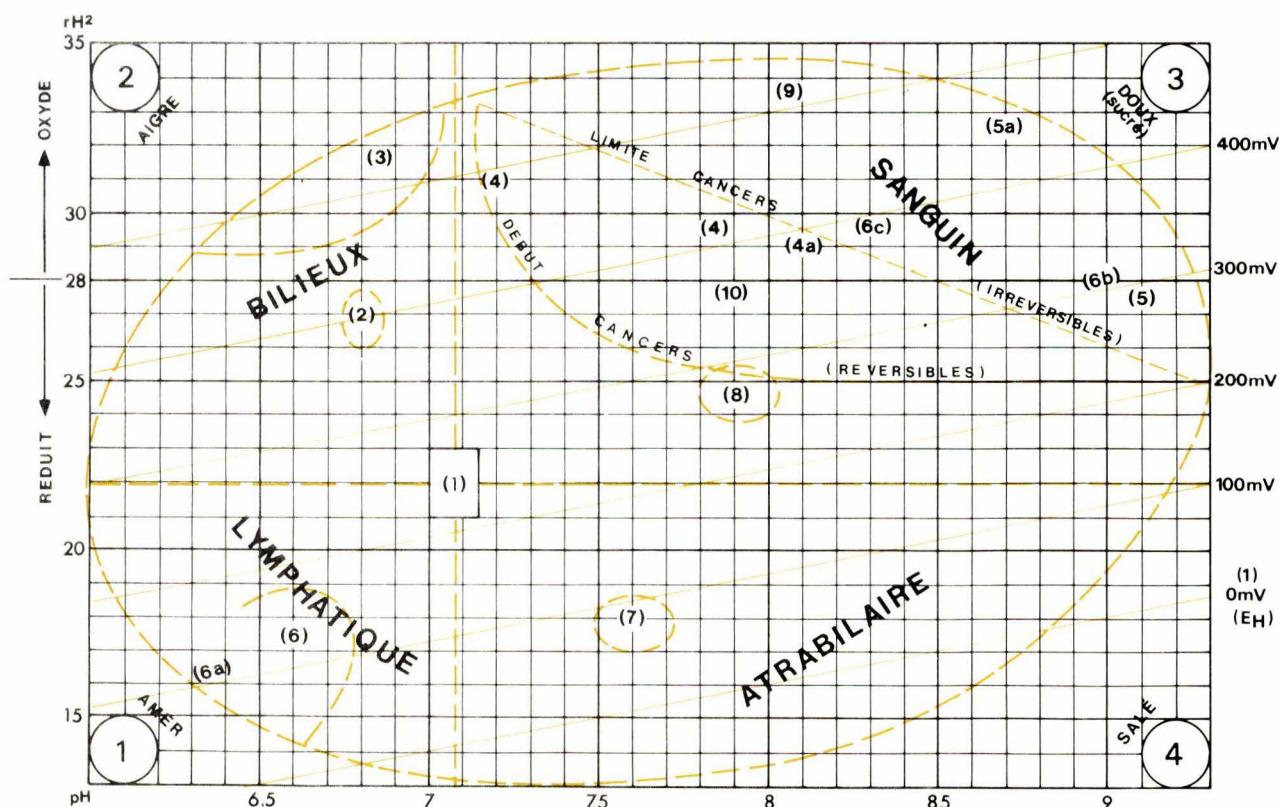 rH²
35
2
AIGRE
OXYDE
(9)
3
DOUX
(sucré)
(5a)
400mV
(3)
LIMITE
(4)
CANCERS
SANGUIN
30
(4)
(6c)
DEBUT
(4a)
BILIEUX
300mV
28
(6b)
(10)
(5)
(IRREVERSIBLES)
(2)
CANCERS
25
(REVERSIBLES)
200mV
(8)
REDUIT
(1)
100mV
LYMPHATIQUE
20
(1)
0mV
(EH)
(7)
ATRABILAIRE
(6)
(6a)
15
AMER
SALÉ
1
4
pH
6.5
7
7.5
8
8.5
9